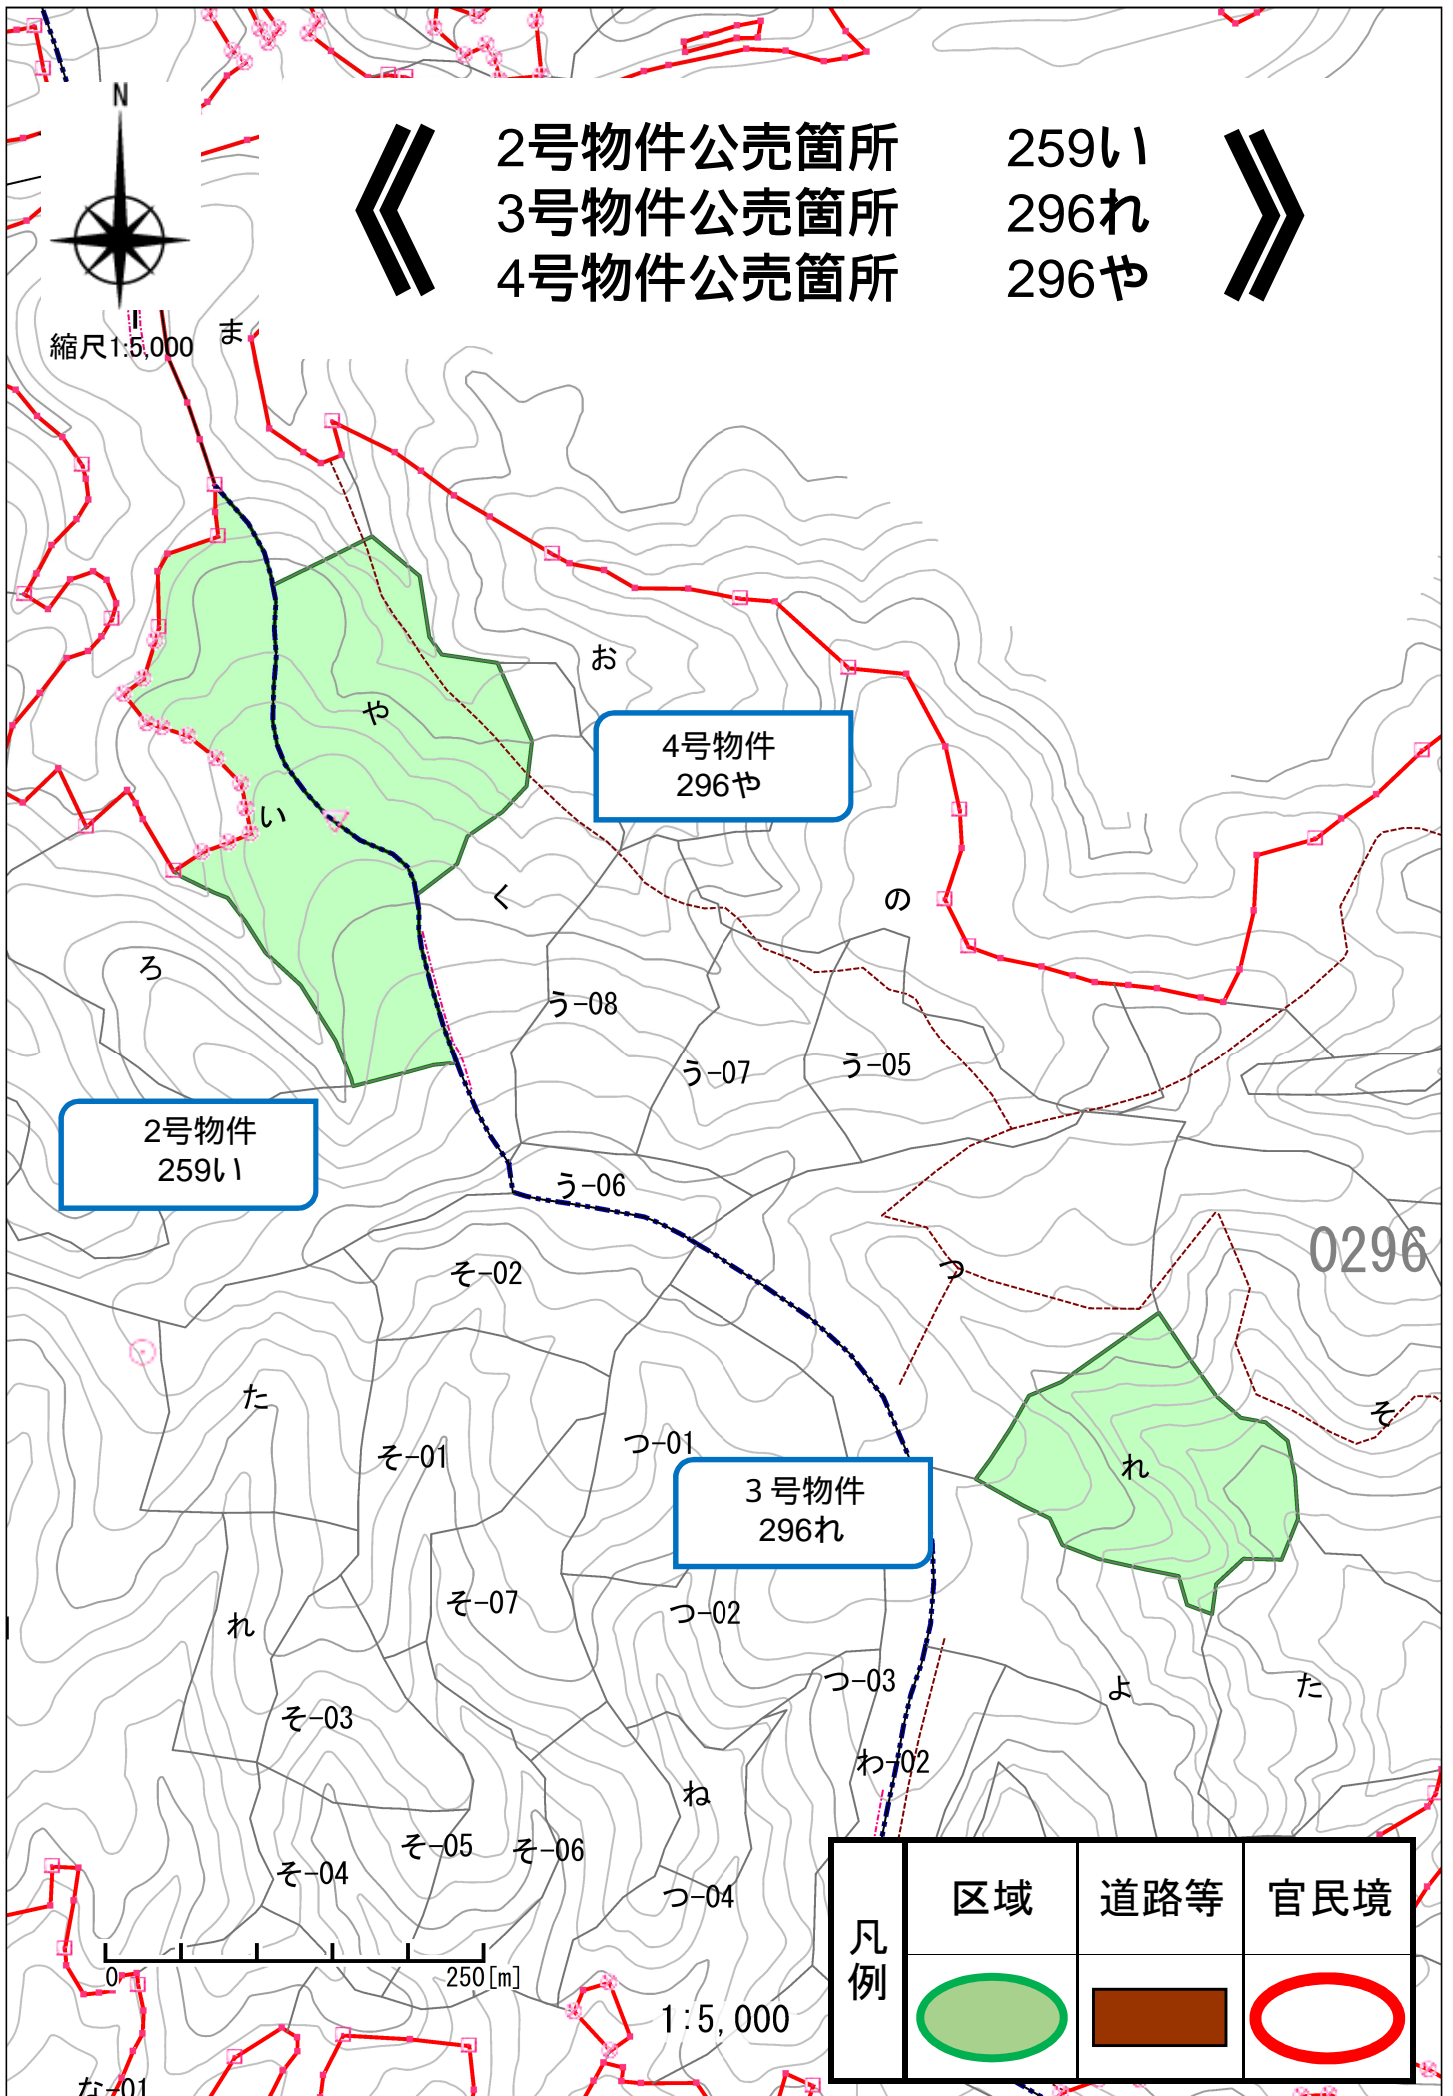 N
2号物件公売箇所 259い
3号物件公売箇所 296れ
4号物件公売箇所 296や
縮尺1:5,000
ま
お
や
4号物件
296や
い
く
の
ろ
う-08
う-07
う-05
2号物件
259い
う-06
0296
そ-02
つ
た
そ-01
つ-01
そ
れ
3号物件
296れ
そ-07
つ-02
れ
つ-03
よ
た
そ-03
わ-02
ね
そ-05
そ-06
そ-04
つ-04
凡例
区域 道路等 官民境
0 250[m]
1:5,000
な-01